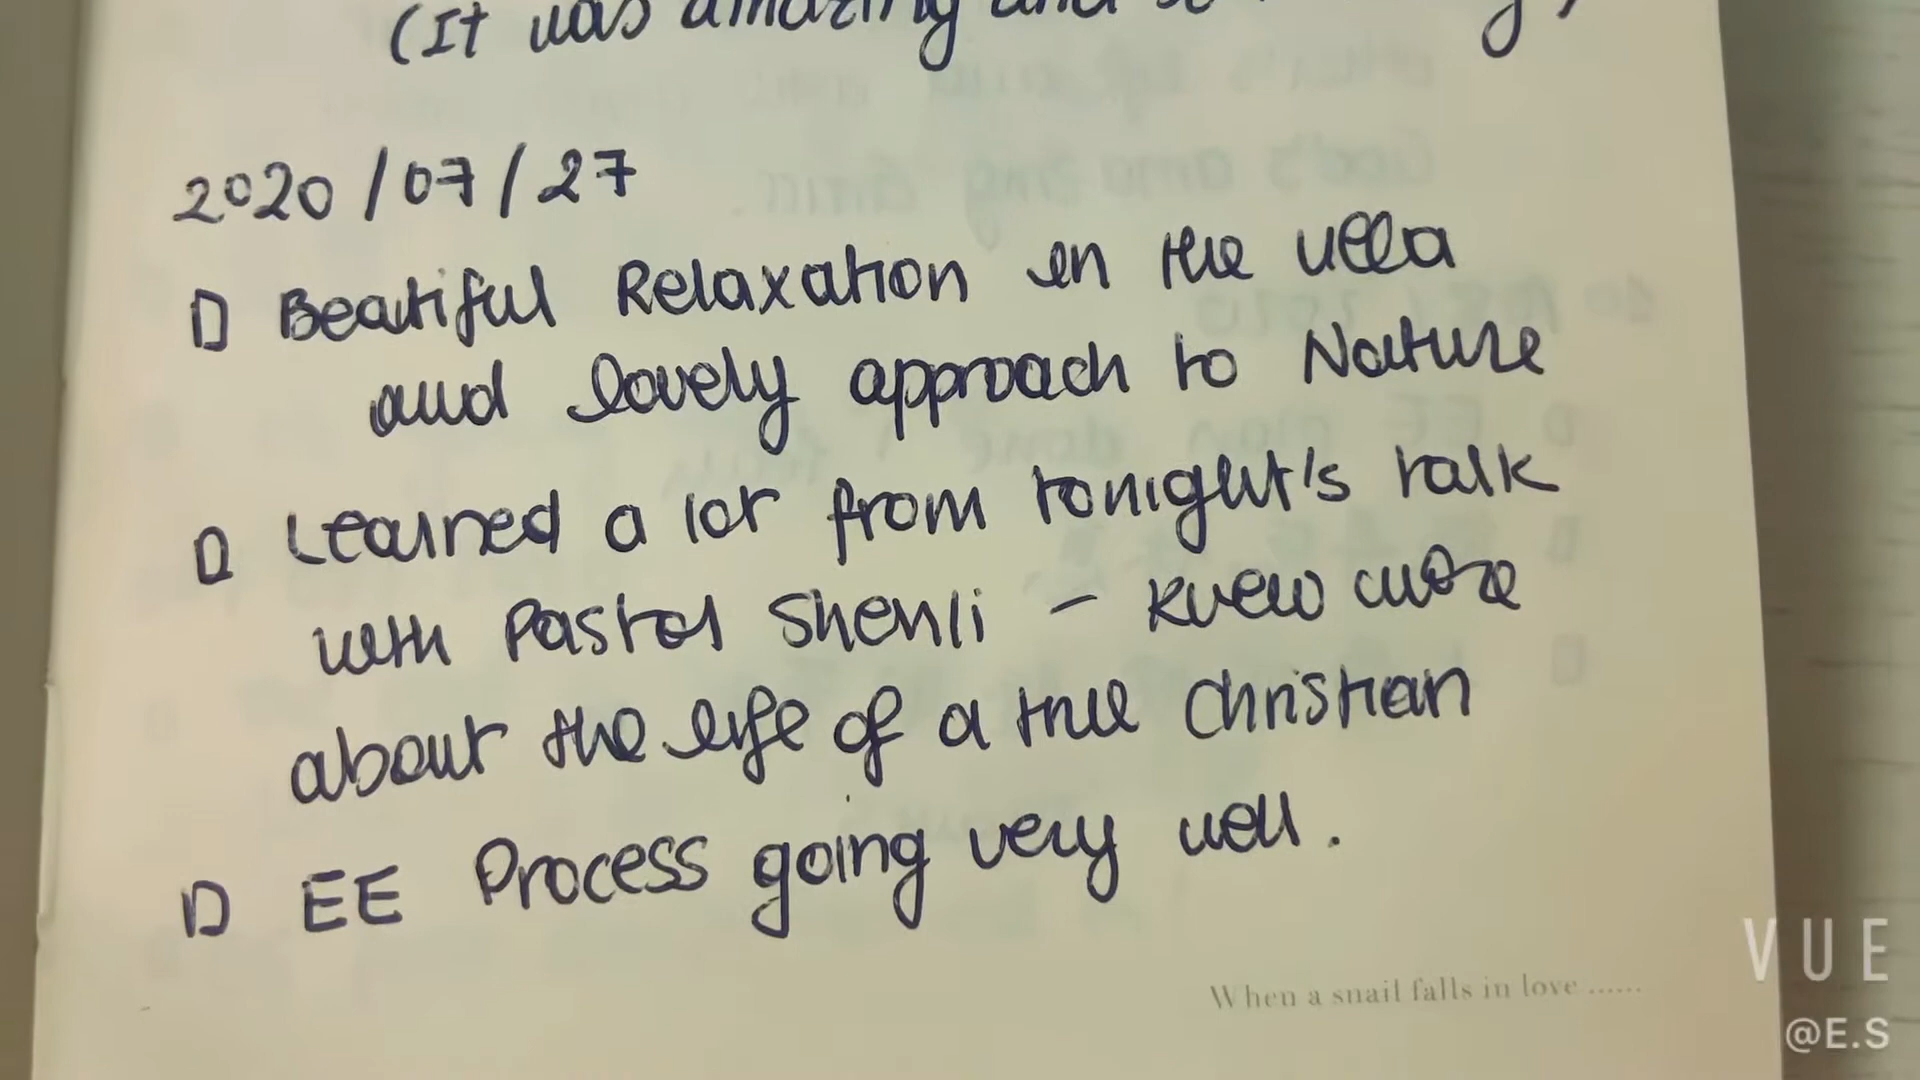 (It was amazing and
2020/07/27
Beautiful Relaxation in the villa
and lovely approach to Nature
Learned a lot from tonight's talk
with Pastor Shenli - Knew more
about the life of a true Christian
EE Process going very well.
When a snail falls in love ......
VUE
@E.S